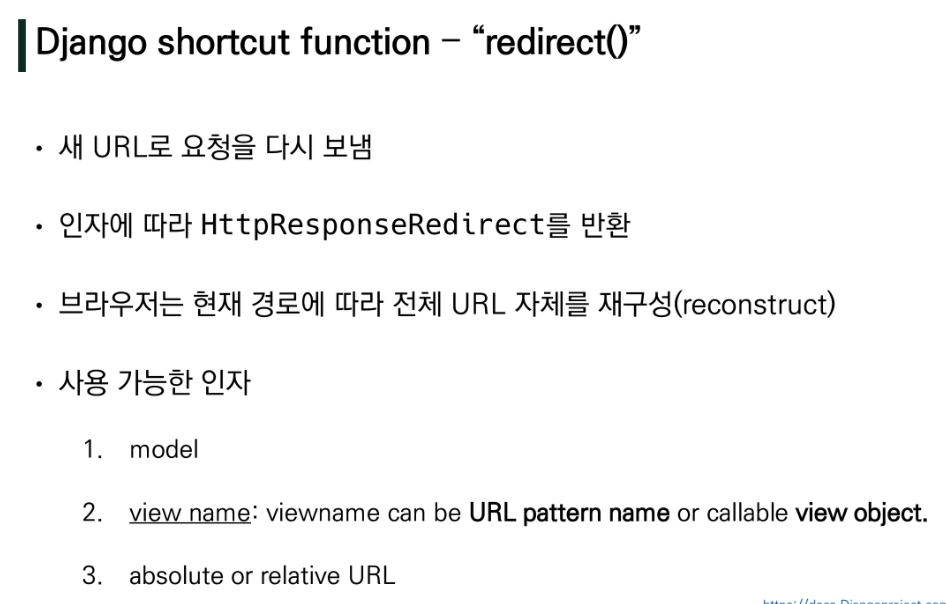 Django shortcut function – “redirect()”
• 새 URL로 요청을 다시 보냄
• 인자에 따라 HttpResponseRedirect를 반환
• 브라우저는 현재 경로에 따라 전체 URL 자체를 재구성(reconstruct)
• 사용 가능한 인자
1. model
2. view name: viewname can be URL pattern name or callable view object.
3. absolute or relative URL